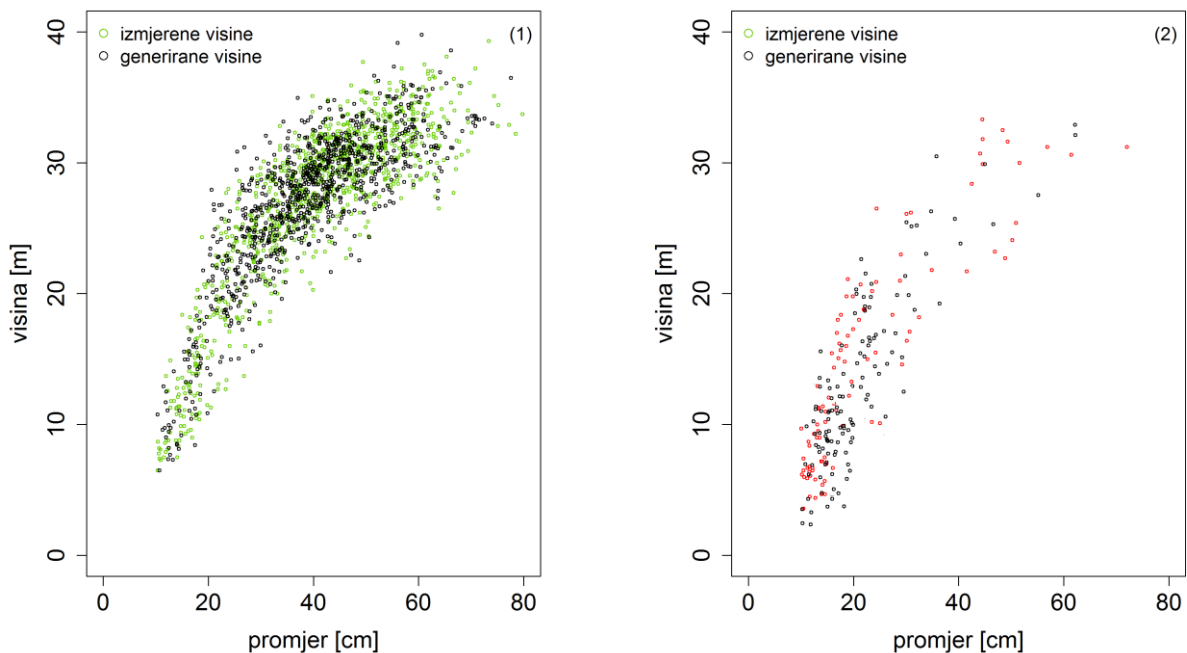 izmjerene visine
generirane visine
(1)
visina [m]
40
30
20
10
0
0 20 40 60 80
promjer [cm]
izmjerene visine
generirane visine
(2)
visina [m]
40
30
20
10
0
0 20 40 60 80
promjer [cm]